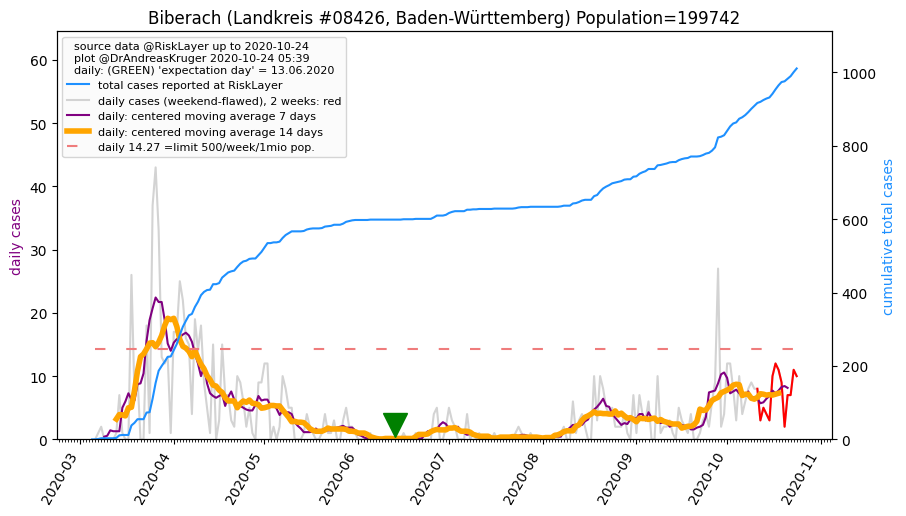 Biberach (Landkreis #08426, Baden-Württemberg) Population=199742
source data @RiskLayer up to 2020-10-24
plot @DrAndreasKruger 2020-10-24 05:39
daily: (GREEN) 'expectation day' = 13.06.2020
total cases reported at RiskLayer
daily cases (weekend-flawed), 2 weeks: red
daily: centered moving average 7 days
daily: centered moving average 14 days
daily 14.27 =limit 500/week/1mio pop.
daily cases
60
50
40
30
20
10
0
cumulative total cases
1000
800
600
400
200
0
2020-03
2020-04
2020-05
2020-06
2020-07
2020-08
2020-09
2020-10
2020-11